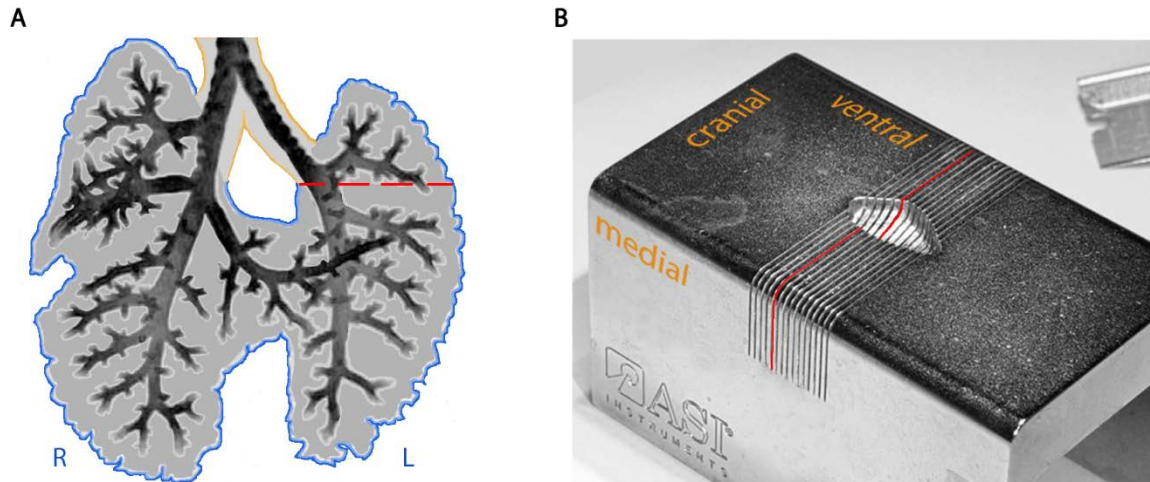 A
B
R
L
cranial
ventral
medial
ASI®
INSTRUMENTS